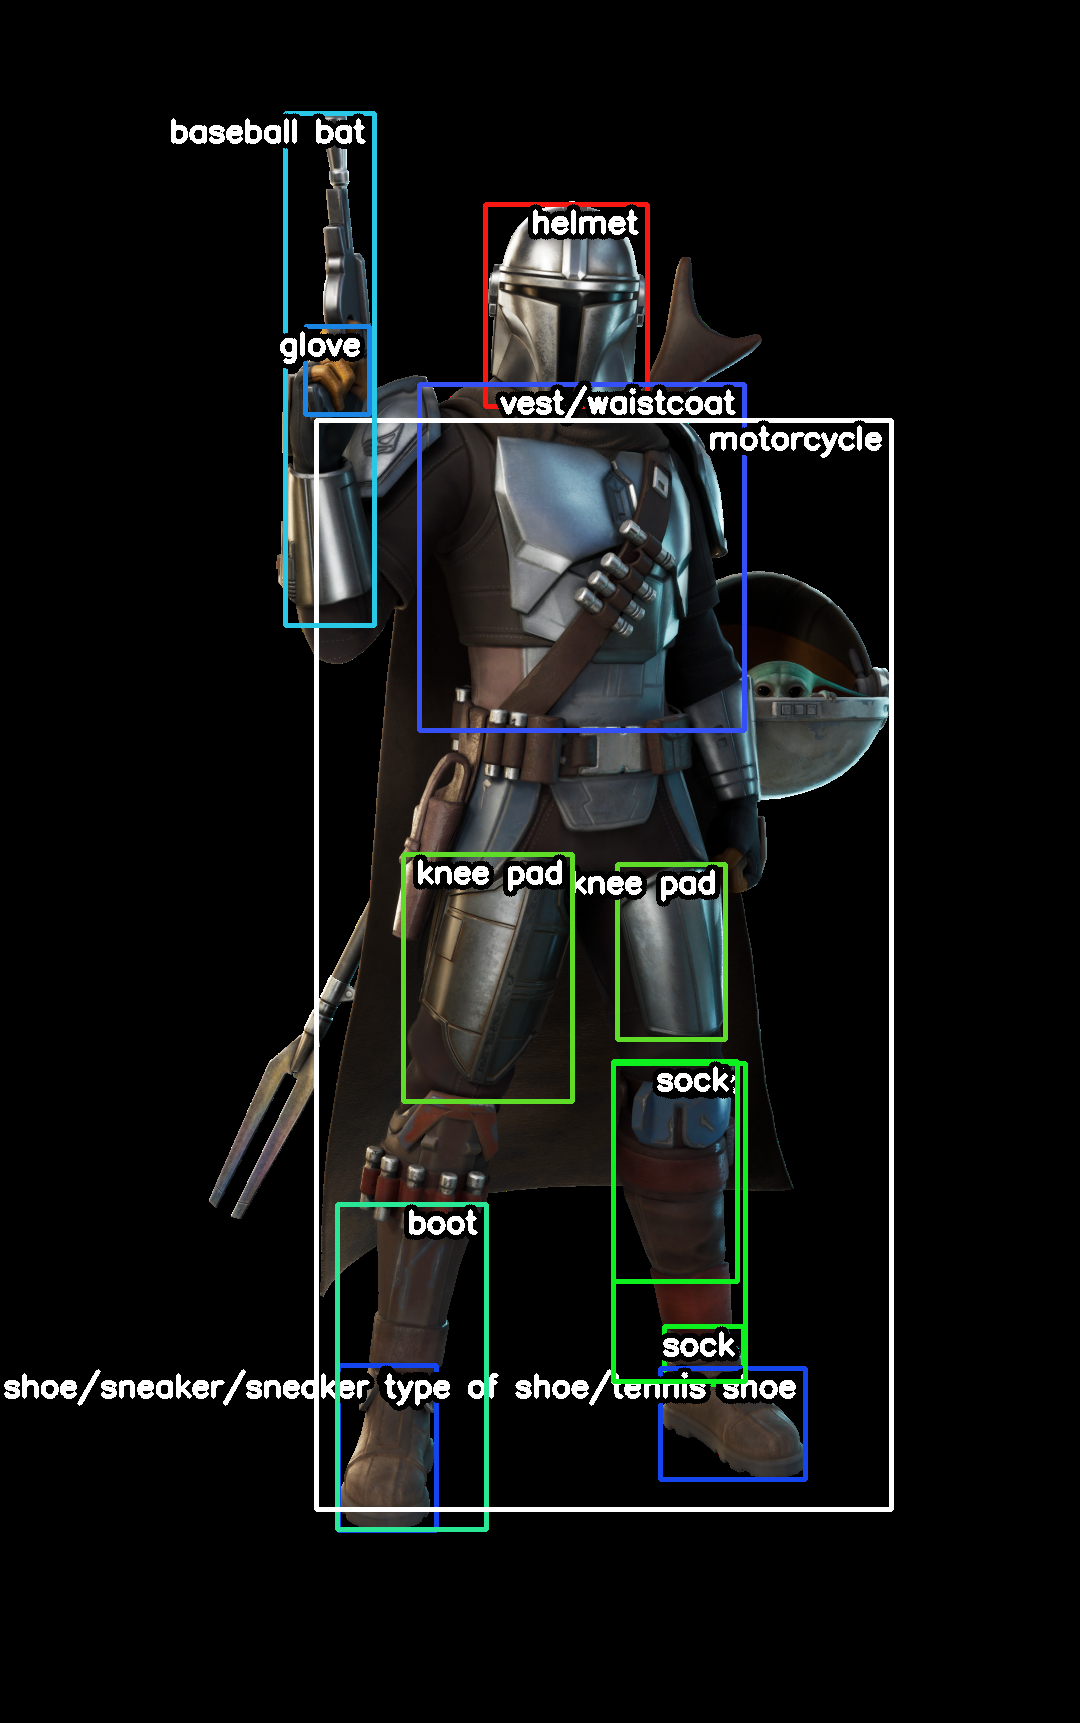 baseball bat
helmet
glove
vest/waistcoat
motorcycle
knee pad
knee pad
sock
boot
sock
shoe/sneaker/sneaker type of shoe/tennis shoe